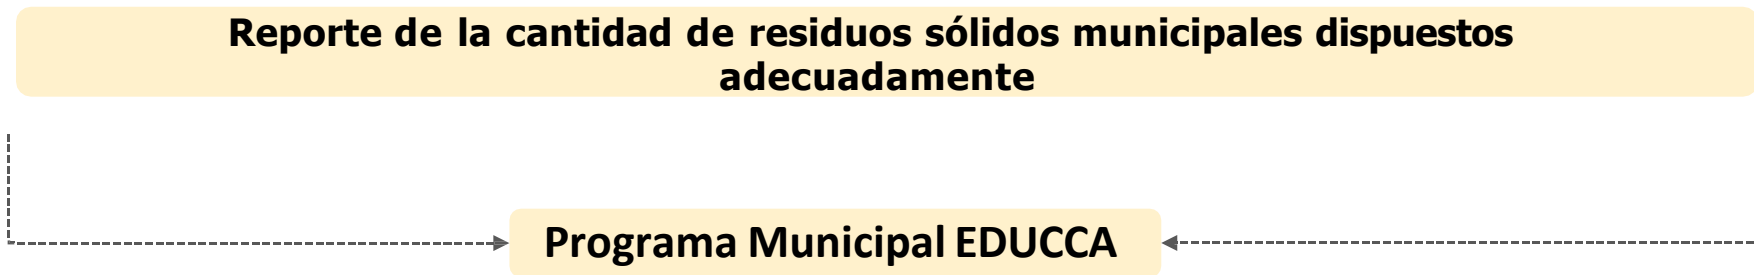 Reporte de la cantidad de residuos sólidos municipales dispuestos
adecuadamente
Programa Municipal EDUCCA